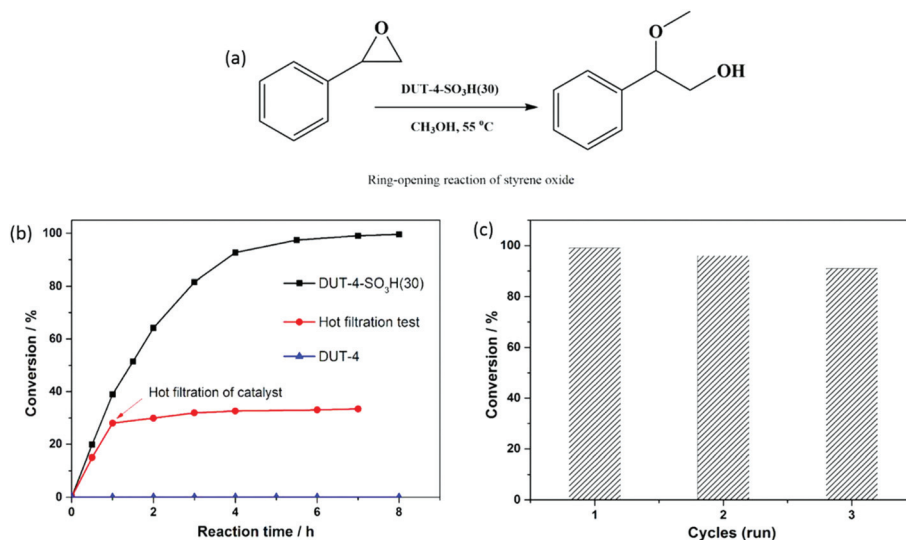 (a)
O
DUT-4-SO₃H(30)
CH₃OH, 55 °C
O
OH
Ring-opening reaction of styrene oxide
(b)
100
80
60
40
20
0
Conversion / %
DUT-4-SO₃H(30)
Hot filtration test
DUT-4
Hot filtration of catalyst
0 2 4 6 8
Reaction time / h
(c)
100
80
60
40
20
0
Conversion / %
1 2 3
Cycles (run)